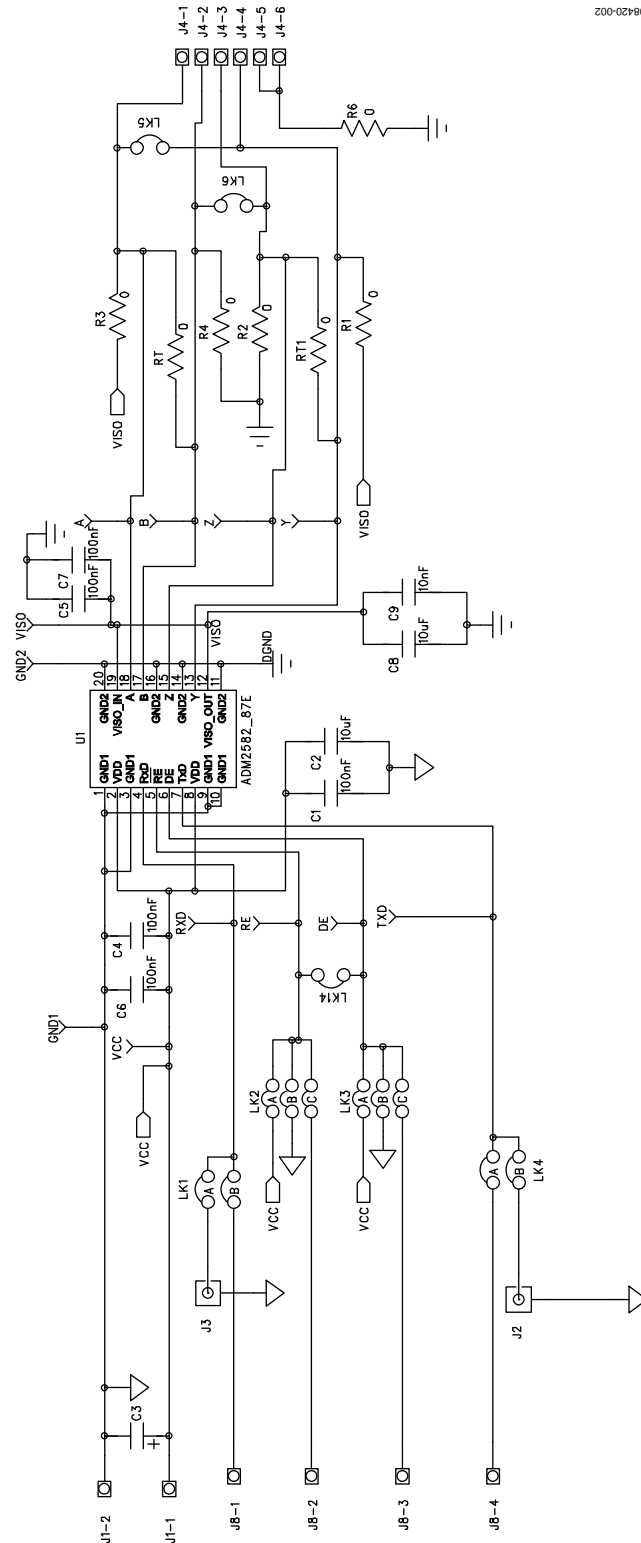 08420-002
J4-1
J4-2
J4-3
J4-4
J4-5
J4-6
LK5
LK6
R6
0
R3
0
RT
0
R4
0
R2
0
RT1
0
R1
0
VISO
VISO
A
B
Z
Y
C7
100nF
C5
100nF
VISO
GND2
VISO
DGND
C9
10nF
C8
10uF
U1
ADM2582_87E
20 GND2
19 VISO_IN
18 A
17 B
16 GND2
15 Z
14 GND2
13 Y
12 VISO_OUT
11 GND2
1 GND1
2 VDD
3 GND1
4 RxD
5 RE
6 DE
7 TxD
8 VDD
9 GND1
10 GND1
C2
10uF
C1
100nF
C4
100nF
C6
100nF
GND1
VCC
VCC
RXD
RE
DE
TXD
LK14
LK1
A
B
LK2
A
B
C
VCC
LK3
A
B
C
VCC
LK4
A
B
J3
J2
C3
+
J1-2
J1-1
J8-1
J8-2
J8-3
J8-4